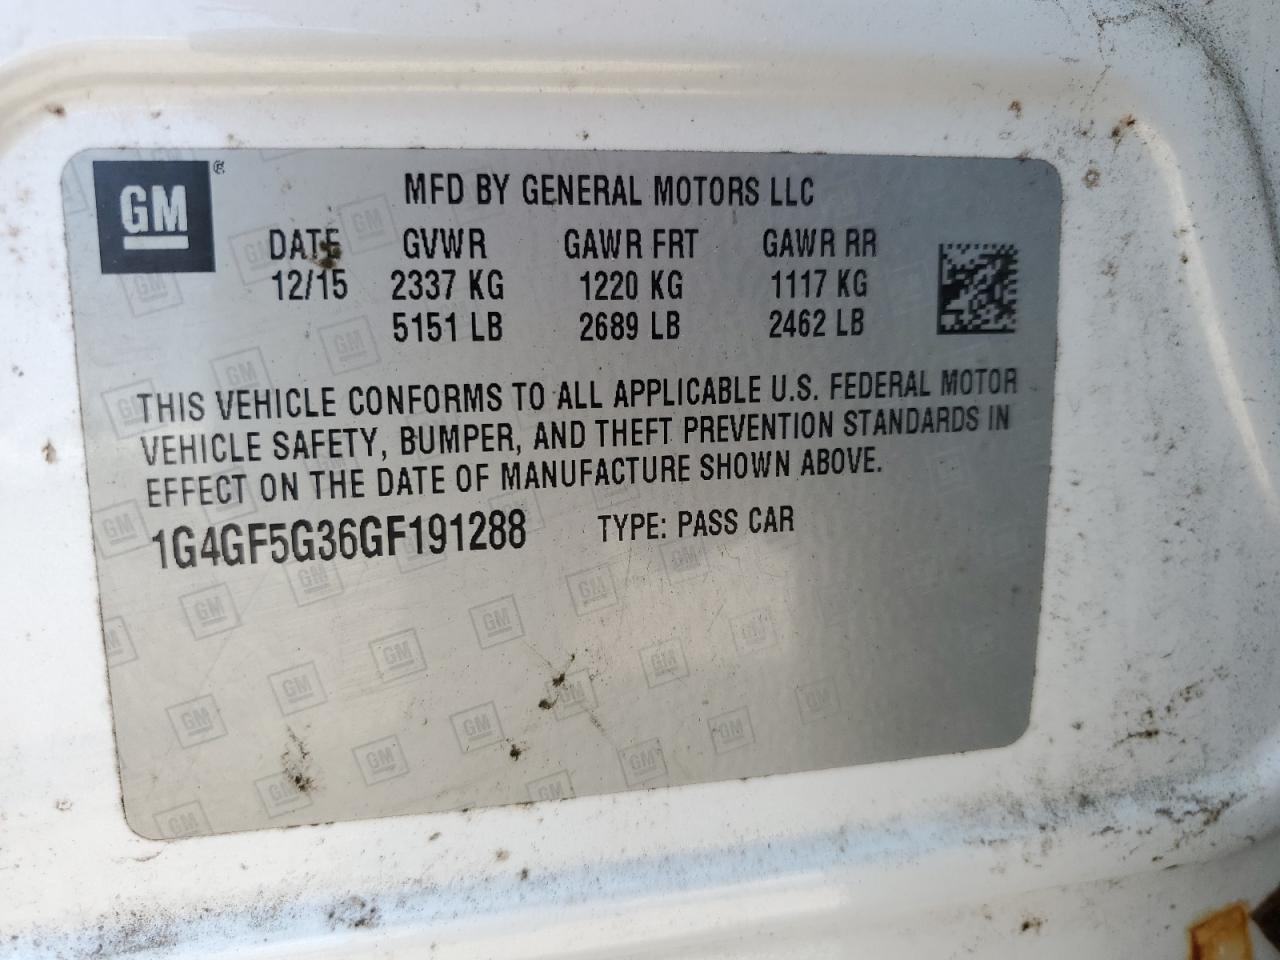 GM
MFD BY GENERAL MOTORS LLC
DATE GVWR GAWR FRT GAWR RR
12/15 2337 KG 1220 KG 1117 KG
5151 LB 2689 LB 2462 LB
THIS VEHICLE CONFORMS TO ALL APPLICABLE U.S. FEDERAL MOTOR
VEHICLE SAFETY, BUMPER, AND THEFT PREVENTION STANDARDS IN
EFFECT ON THE DATE OF MANUFACTURE SHOWN ABOVE.
1G4GF5G36GF191288 TYPE: PASS CAR